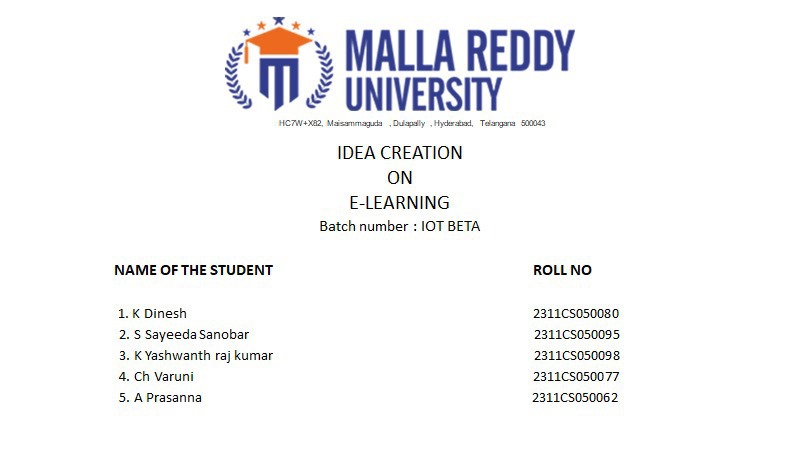 MALLA REDDY
UNIVERSITY
HC7W+X82, Maisammaguda , Dulapally , Hyderabad, Telangana 500043
IDEA CREATION
ON
E-LEARNING
Batch number : IOT BETA
NAME OF THE STUDENT ROLL NO
1. K Dinesh 2311CS050080
2. S Sayeeda Sanobar 2311CS050095
3. K Yashwanth raj kumar 2311CS050098
4. Ch Varuni 2311CS050077
5. A Prasanna 2311CS050062